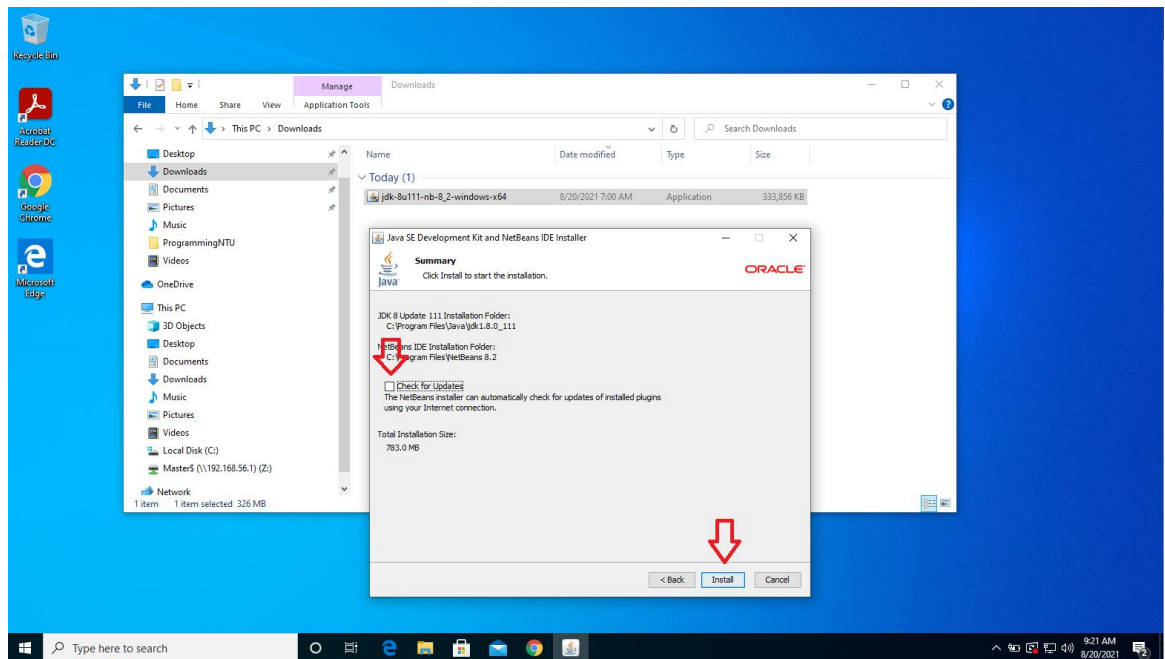 Recycle Bin
Acrobat
Reader DC
Google
Chrome
Microsoft
Edge
Manage
Downloads
File Home Share View Application Tools
This PC > Downloads
Search Downloads
Name Date modified Type Size
Today (1)
jdk-8u111-nb-8_2-windows-x64 8/20/2021 7:00 AM Application 333,856 KB
Desktop
Downloads
Documents
Pictures
Music
ProgrammingNTU
Videos
OneDrive
This PC
3D Objects
Desktop
Documents
Downloads
Music
Pictures
Videos
Local Disk (C:)
Master$ (\\192.168.56.1) (Z:)
Network
1 item 1 item selected 326 MB
Java SE Development Kit and NetBeans IDE Installer
Java
Summary
Click Install to start the installation.
ORACLE
JDK 8 Update 111 Installation Folder:
C:\Program Files\Java\jdk1.8.0_111
NetBeans IDE Installation Folder:
C:\Program Files\NetBeans 8.2
Check for Updates
The NetBeans installer can automatically check for updates of installed plugins
using your Internet connection.
Total Installation Size:
783.0 MB
< Back Install Cancel
Type here to search
9:21 AM
8/20/2021
2